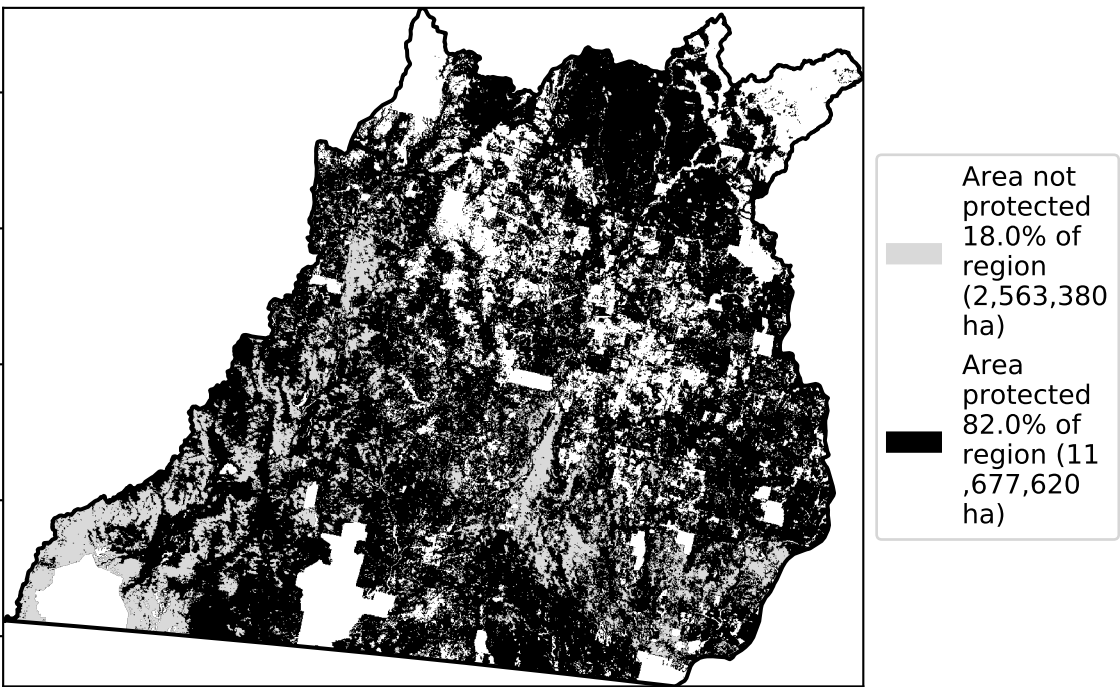 Area not
protected
18.0% of
region
(2,563,380
ha)
Area
protected
82.0% of
region (11
,677,620
ha)